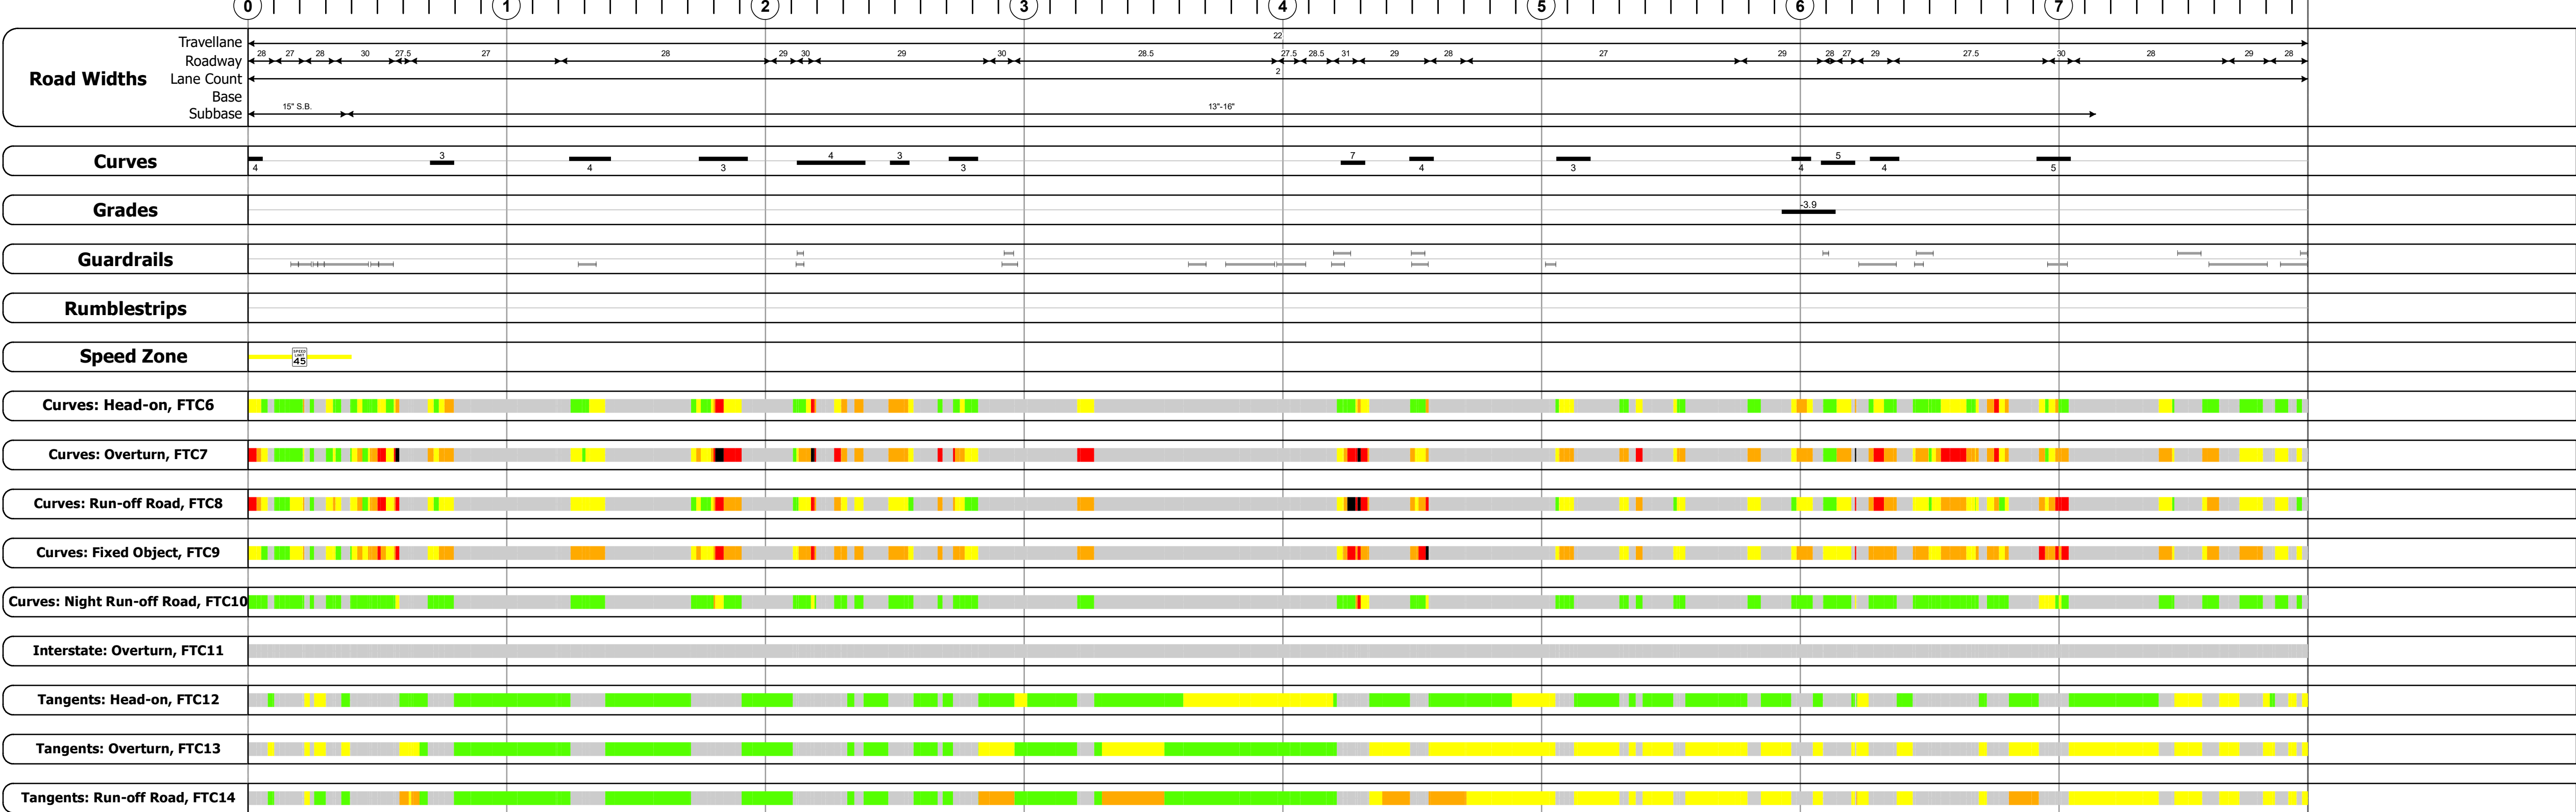 0 1 2 3 4 5 6 7
Travellane 22
28 27 28 30 27.5 27 28 29 30 29 30 28.5 27.5 28.5 31 29 28 27 29 28 27 29 27.5 30 28 29 28
Roadway
Road Widths
Lane Count 2
Base
15" S.B. 13"-16"
Subbase
3 4 3 7 5
Curves
4 4 3 3 4 3 4 4 5
-3.9
Grades
Guardrails
Rumblestrips
Speed Zone
SPEED
LIMIT
45
Curves: Head-on, FTC6
Curves: Overturn, FTC7
Curves: Run-off Road, FTC8
Curves: Fixed Object, FTC9
Curves: Night Run-off Road, FTC10
Interstate: Overturn, FTC11
Tangents: Head-on, FTC12
Tangents: Overturn, FTC13
Tangents: Run-off Road, FTC14